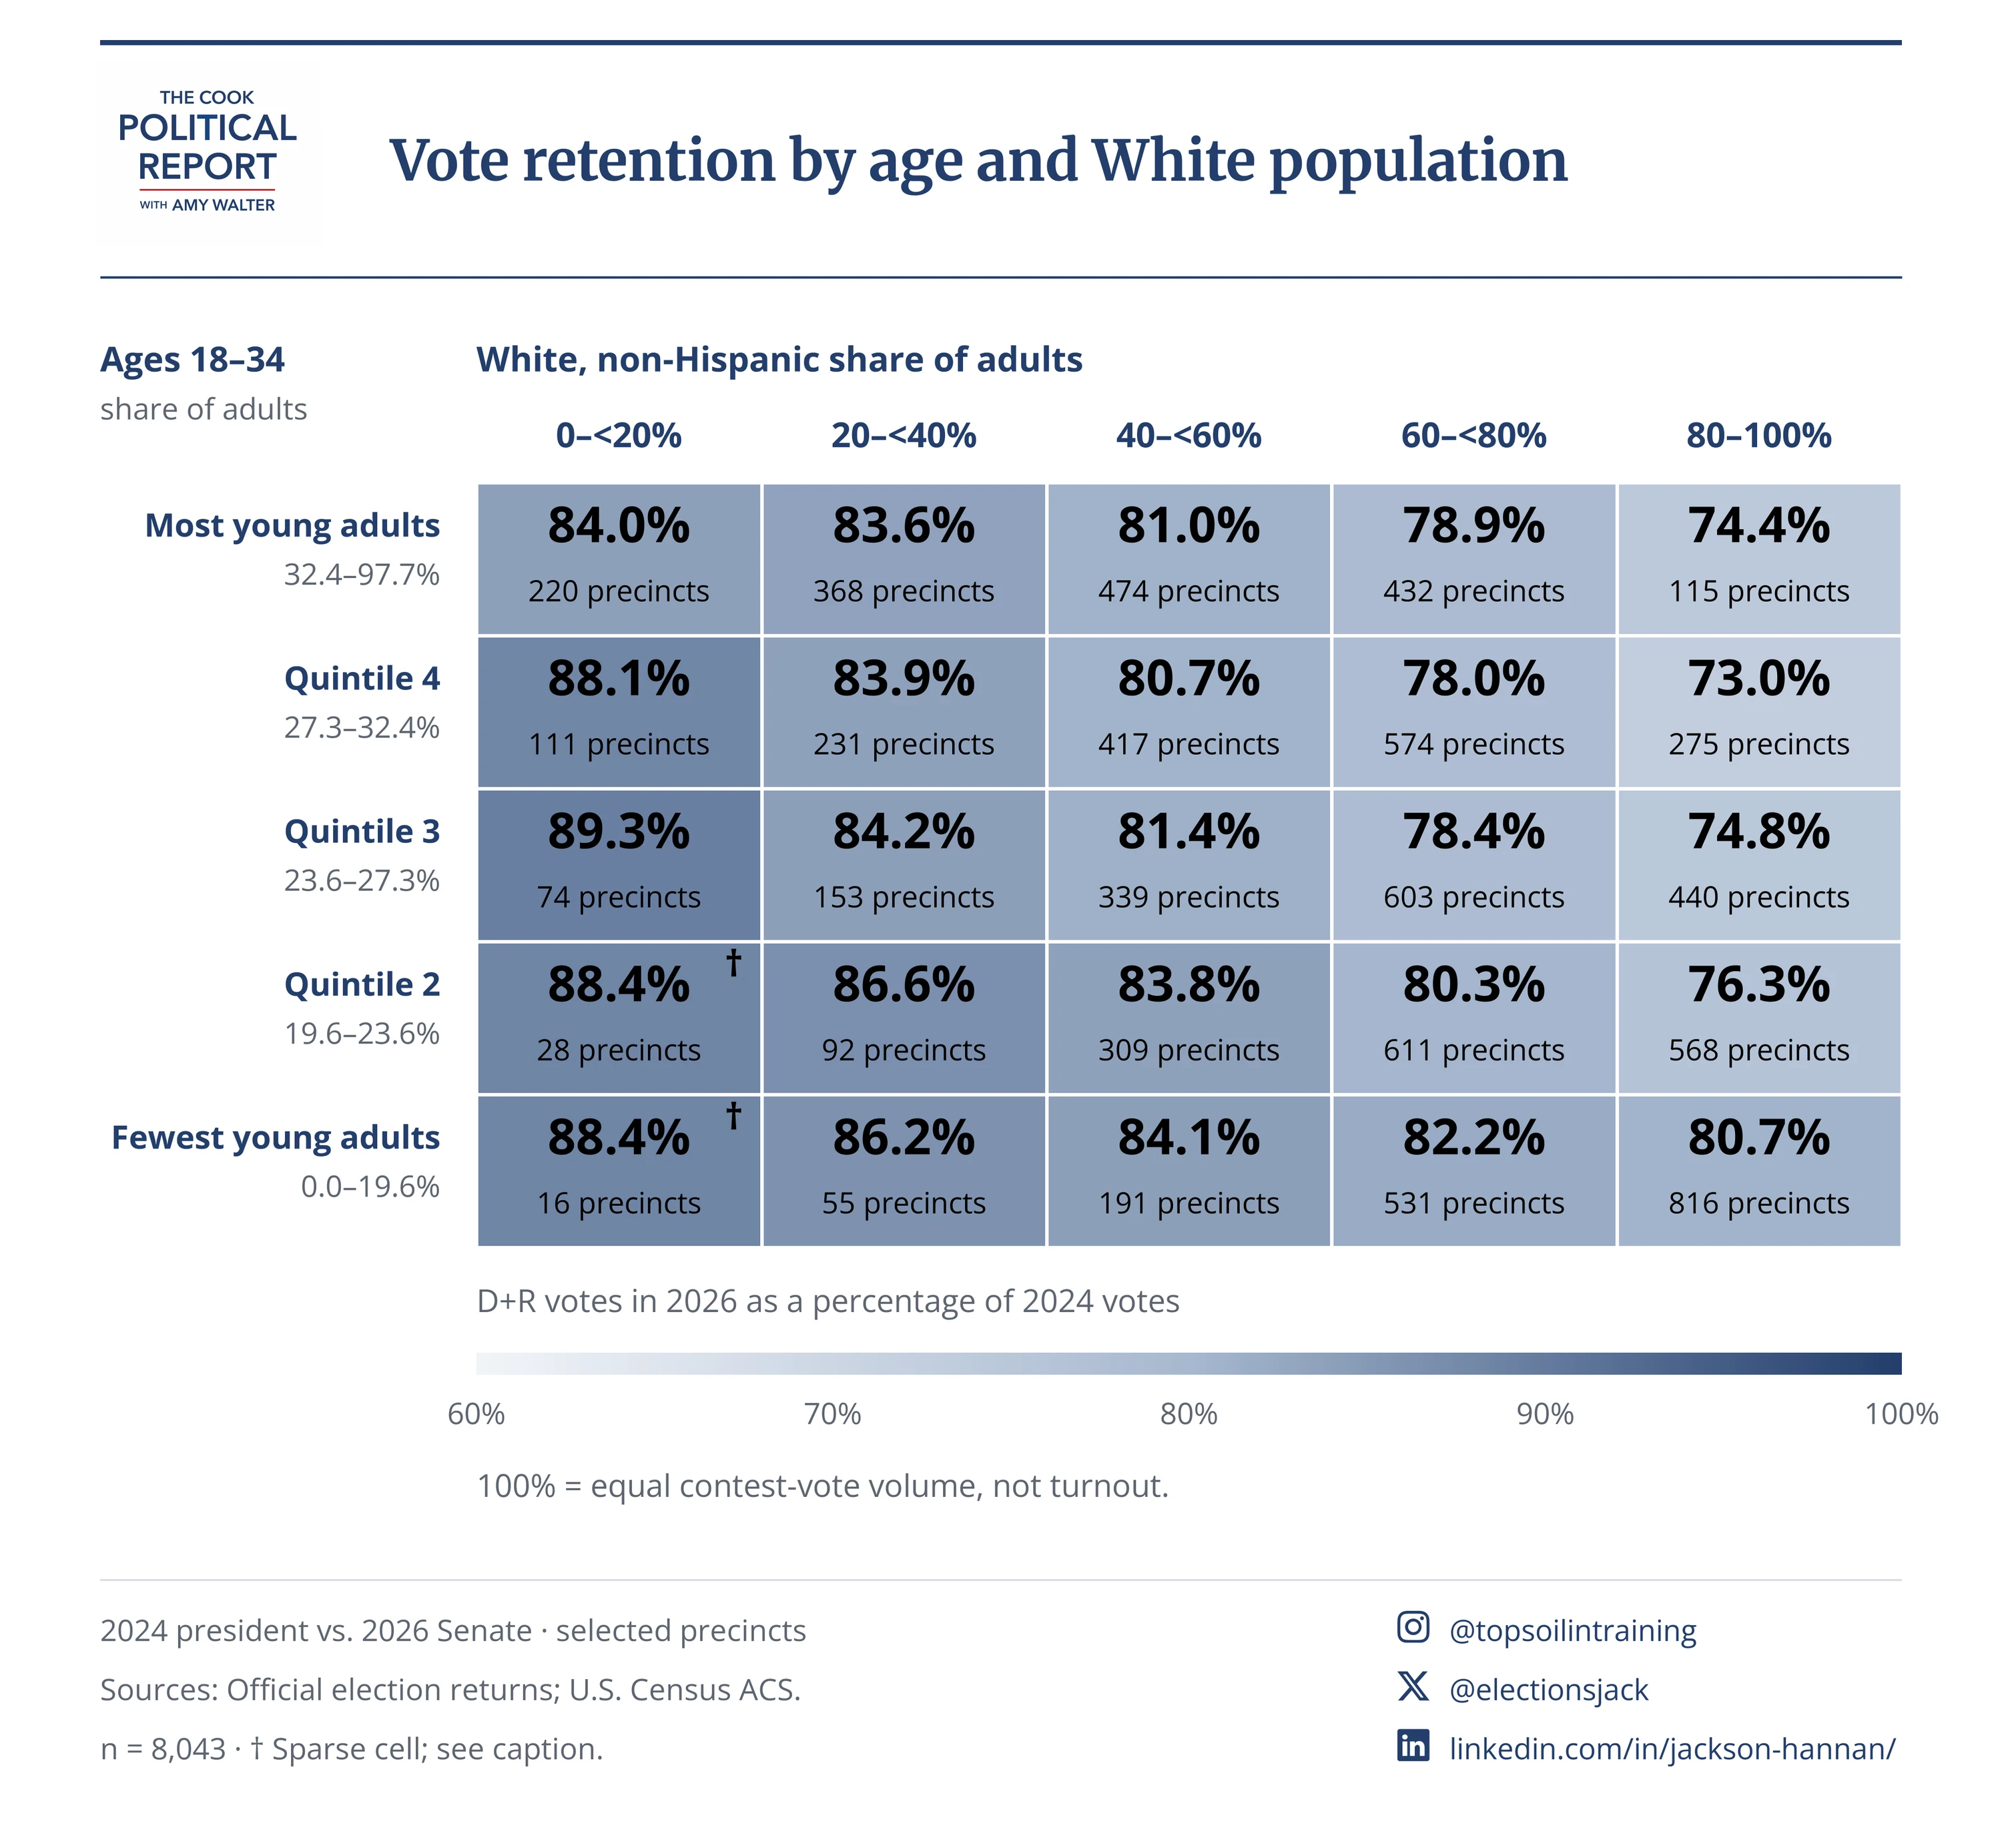 THE COOK
POLITICAL
REPORT
WITH AMY WALTER
Vote retention by age and White population
Ages 18–34
share of adults
White, non-Hispanic share of adults
0–<20% 20–<40% 40–<60% 60–<80% 80–100%
Most young adults 84.0% 83.6% 81.0% 78.9% 74.4%
32.4–97.7% 220 precincts 368 precincts 474 precincts 432 precincts 115 precincts
Quintile 4 88.1% 83.9% 80.7% 78.0% 73.0%
27.3–32.4% 111 precincts 231 precincts 417 precincts 574 precincts 275 precincts
Quintile 3 89.3% 84.2% 81.4% 78.4% 74.8%
23.6–27.3% 74 precincts 153 precincts 339 precincts 603 precincts 440 precincts
Quintile 2 88.4% † 86.6% 83.8% 80.3% 76.3%
19.6–23.6% 28 precincts 92 precincts 309 precincts 611 precincts 568 precincts
Fewest young adults 88.4% † 86.2% 84.1% 82.2% 80.7%
0.0–19.6% 16 precincts 55 precincts 191 precincts 531 precincts 816 precincts
D+R votes in 2026 as a percentage of 2024 votes
60% 70% 80% 90% 100%
100% = equal contest-vote volume, not turnout.
2024 president vs. 2026 Senate · selected precincts
Sources: Official election returns; U.S. Census ACS.
n = 8,043 · † Sparse cell; see caption.
@topsoilintraining
@electionsjack
linkedin.com/in/jackson-hannan/